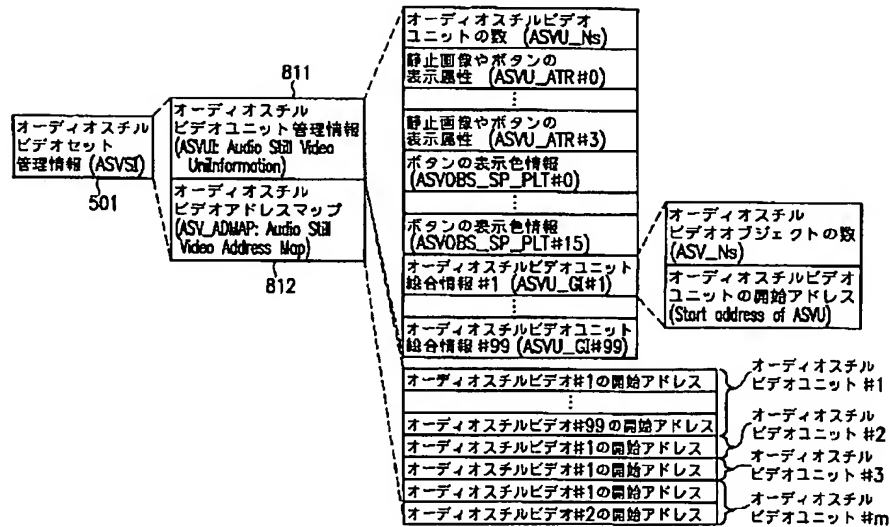 オーディオスチル
ビデオセット
管理情報 (ASVSI)
501
811
オーディオスチル
ビデオユニット管理情報
(ASVUI: Audio Still Video
UniInformation)
オーディオスチル
ビデオアドレスマップ
(ASV_ADMAP: Audio Still
Video Address Map)
812
オーディオスチルビデオ
ユニットの数 (ASVU_Ns)
静止画像やボタンの
表示属性 (ASVU_ATR#0)
⋮
静止画像やボタンの
表示属性 (ASVU_ATR#3)
ボタンの表示色情報
(ASVOBS_SP_PLT#0)
⋮
ボタンの表示色情報
(ASVOBS_SP_PLT#15)
オーディオスチルビデオユニット
総合情報#1 (ASVU_GI#1)
⋮
オーディオスチルビデオユニット
総合情報#99 (ASVU_GI#99)
オーディオスチル
ビデオオブジェクトの数
(ASV_Ns)
オーディオスチルビデオ
ユニットの開始アドレス
(Start address of ASVU)
オーディオスチルビデオ#1の開始アドレス
⋮
オーディオスチルビデオ#99の開始アドレス
オーディオスチルビデオ#1の開始アドレス
オーディオスチルビデオ#1の開始アドレス
オーディオスチルビデオ#1の開始アドレス
オーディオスチルビデオ#2の開始アドレス
オーディオスチル
ビデオユニット#1
オーディオスチル
ビデオユニット#2
オーディオスチル
ビデオユニット#3
オーディオスチル
ビデオユニット#m